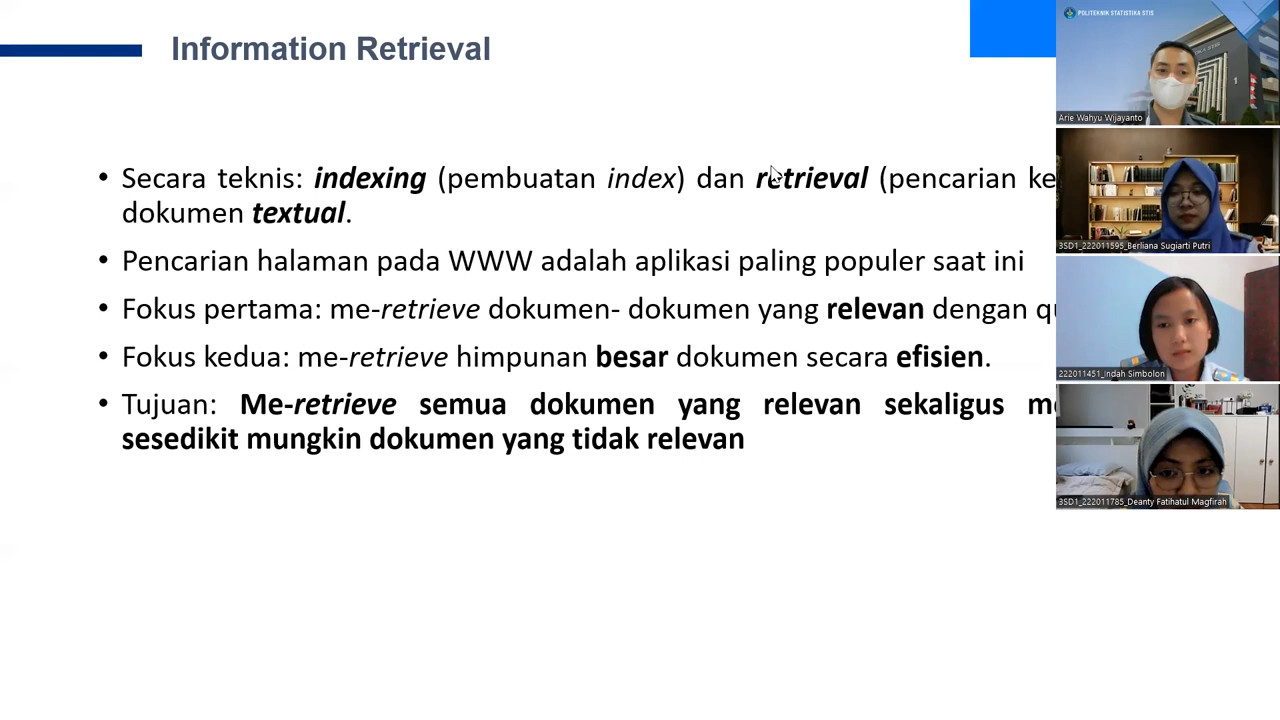 Information Retrieval
• Secara teknis: indexing (pembuatan index) dan retrieval (pencarian
dokumen textual.
• Pencarian halaman pada WWW adalah aplikasi paling populer saat ini
• Fokus pertama: me-retrieve dokumen- dokumen yang relevan dengan
• Fokus kedua: me-retrieve himpunan besar dokumen secara efisien.
• Tujuan: Me-retrieve semua dokumen yang relevan sekaligus
sesedikit mungkin dokumen yang tidak relevan
POLITEKNIK STATISTIKA STIS
Arie Wahyu Wijayanto
3SD1_222011595_Berliana Sugiarti Putri
222011451_Indah Simbolon
3SD1_222011785_Deanty Fatihatul Magfirah